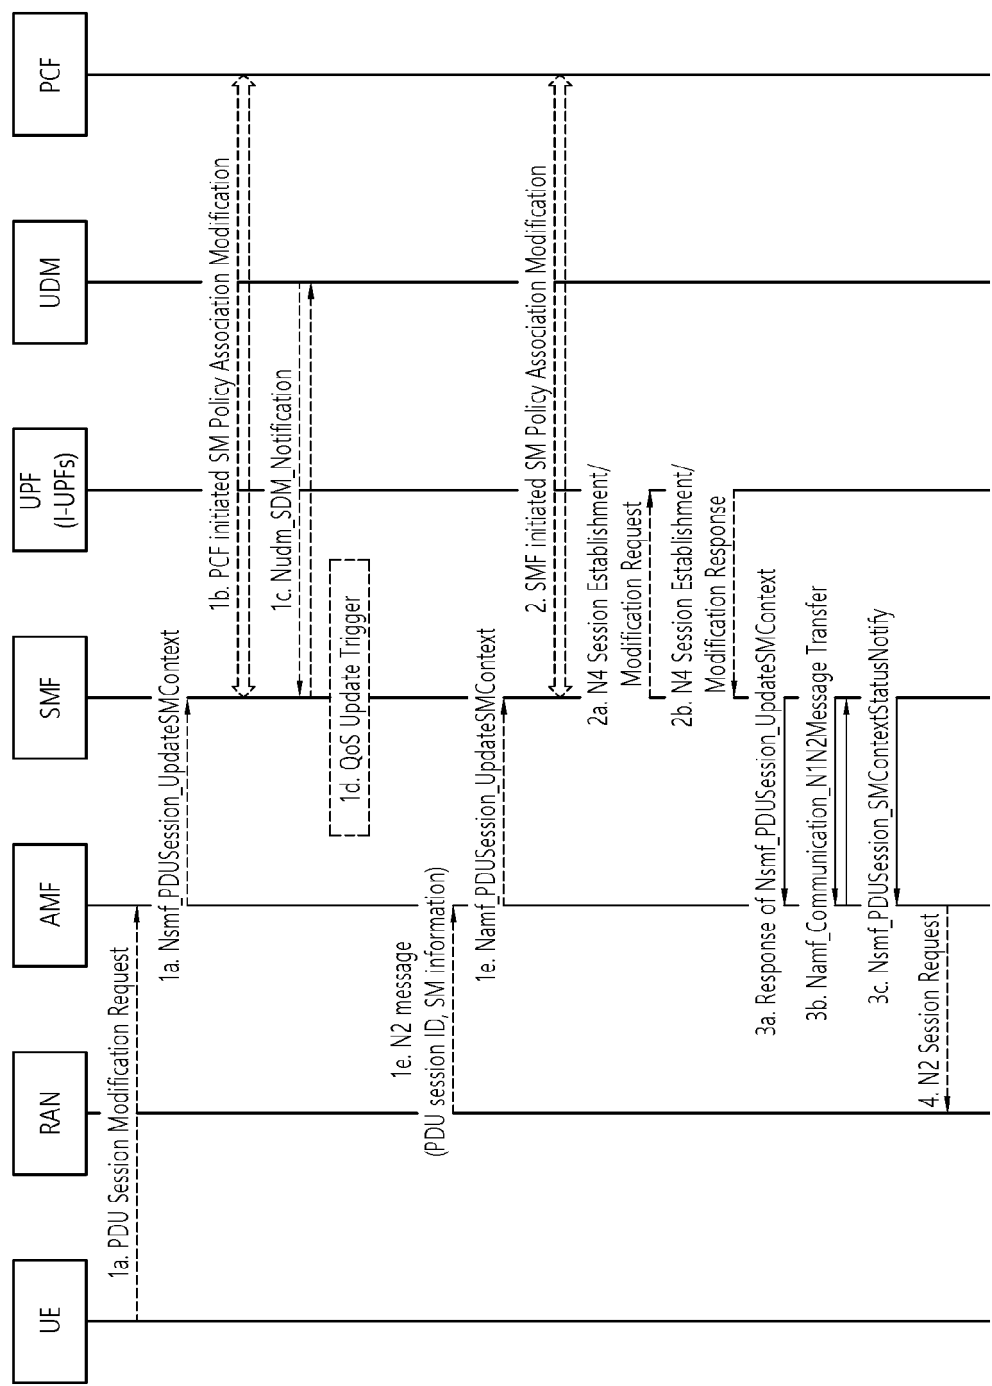 UE
RAN
AMF
SMF
UPF
(I-UPFs)
UDM
PCF
1a. PDU Session Modification Request
1a. Nsmf_PDUSession_UpdateSMContext
1b. PCF initiated SM Policy Association Modification
1c. Nudm_SDM_Notification
1d. QoS Update Trigger
1e. N2 message
(PDU session ID, SM information)
1e. Namf_PDUSession_UpdateSMContext
2. SMF initiated SM Policy Association Modification
2a. N4 Session Establishment/
Modification Request
2b. N4 Session Establishment/
Modification Response
3a. Response of Nsmf_PDUSession_UpdateSMContext
3b. Namf_Communication_N1N2Message Transfer
3c. Nsmf_PDUSession_SMContextStatusNotify
4. N2 Session Request